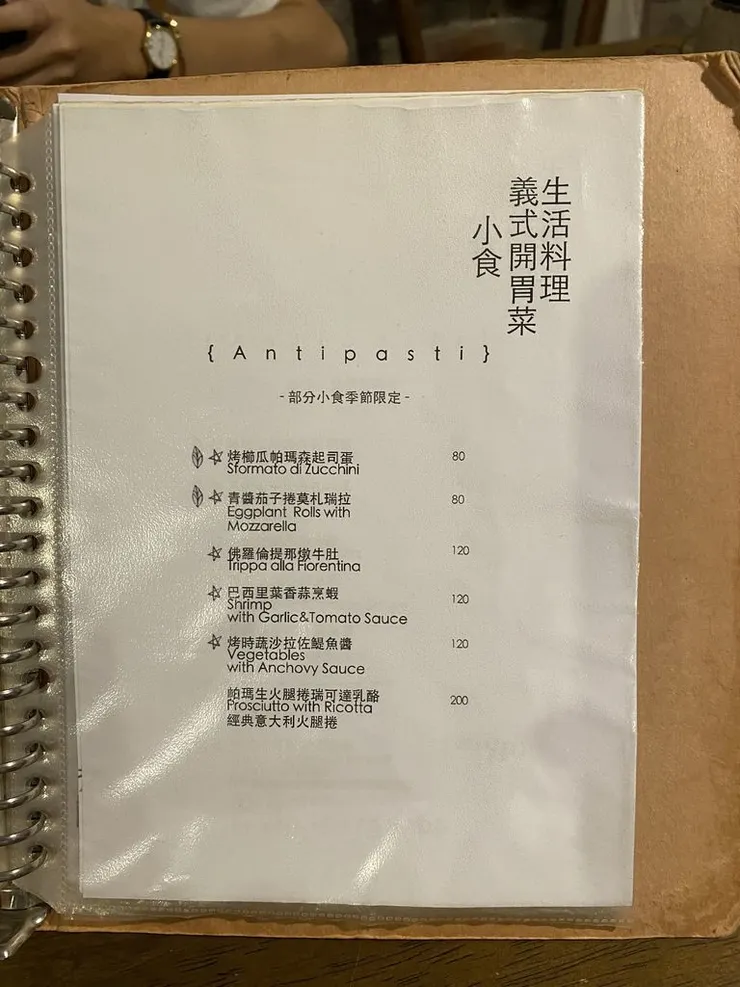 生活料理
義式開胃菜
小食
{Antipasti}
-部分小食季節限定-
烤櫛瓜帕瑪森起司蛋 80
Sformato di Zucchini
青醬茄子捲莫札瑞拉 80
Eggplant Rolls with
Mozzarella
佛羅倫提那燉牛肚 120
Trippa alla Fiorentina
巴西里葉香蒜烹蝦 120
Shrimp
with Garlic&Tomato Sauce
烤時蔬沙拉佐鯷魚醬 120
Vegetables
with Anchovy Sauce
帕瑪生火腿捲瑞可達乳酪 200
Prosciutto with Ricotta
經典意大利火腿捲